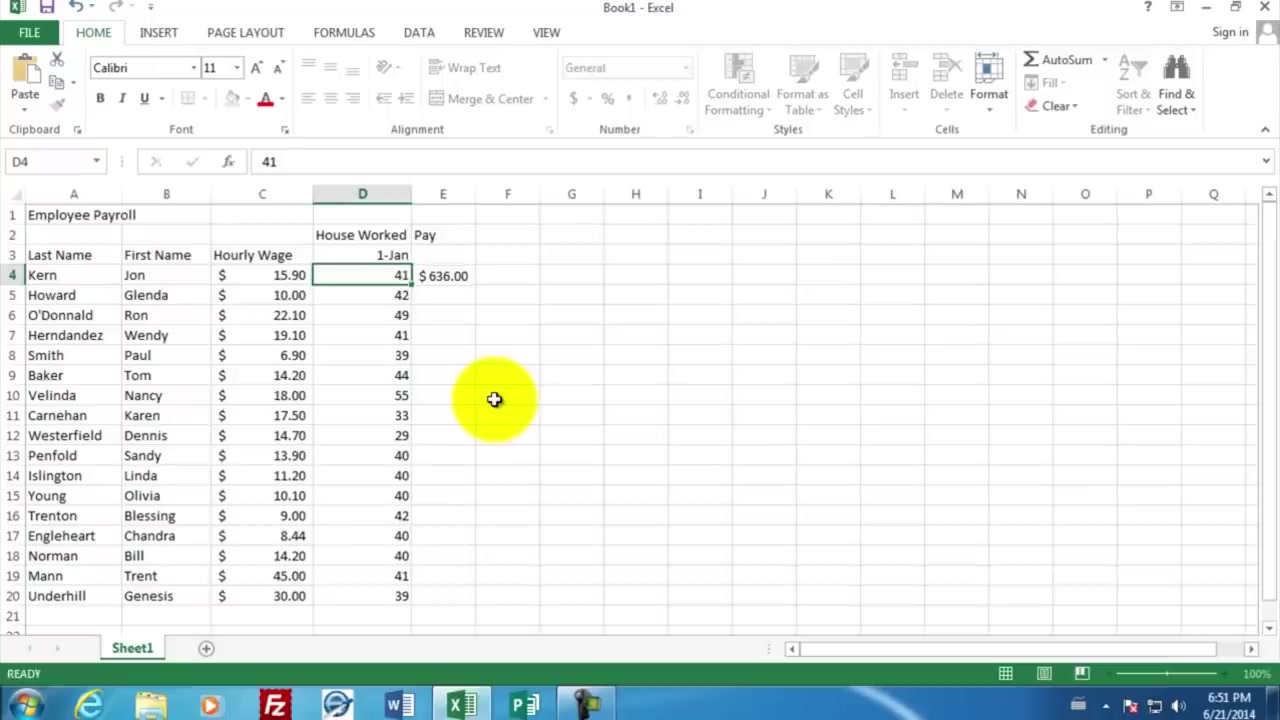 Book1 - Excel
?
FILE HOME INSERT PAGE LAYOUT FORMULAS DATA REVIEW VIEW Sign in
Paste Calibri 11 A A Wrap Text General Conditional Formatting Format as Table Cell Styles Insert Delete Format AutoSum Fill Clear Sort & Filter Find & Select
B I U A Merge & Center $ % ,
Clipboard Font Alignment Number Styles Cells Editing
D4 fx 41
A B C D E F G H I J K L M N O P Q
1 Employee Payroll
2 House Worked Pay
3 Last Name First Name Hourly Wage 1-Jan
4 Kern Jon $ 15.90 41 $ 636.00
5 Howard Glenda $ 10.00 42
6 O'Donnald Ron $ 22.10 49
7 Herndandez Wendy $ 19.10 41
8 Smith Paul $ 6.90 39
9 Baker Tom $ 14.20 44
10 Velinda Nancy $ 18.00 55
11 Carnehan Karen $ 17.50 33
12 Westerfield Dennis $ 14.70 29
13 Penfold Sandy $ 13.90 40
14 Islington Linda $ 11.20 40
15 Young Olivia $ 10.10 40
16 Trenton Blessing $ 9.00 42
17 Engleheart Chandra $ 8.44 40
18 Norman Bill $ 14.20 40
19 Mann Trent $ 45.00 41
20 Underhill Genesis $ 30.00 39
21
Sheet1
READY 100%
6:51 PM
6/21/2014